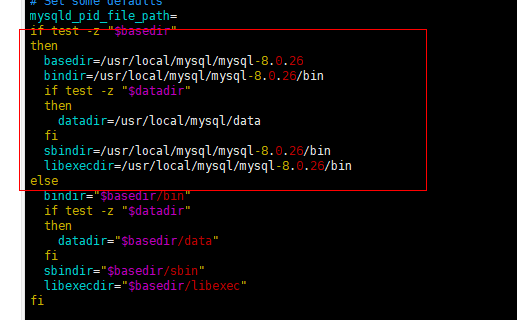 # Set some defaults
mysqld_pid_file_path=
if test -z "$basedir"
then
  basedir=/usr/local/mysql/mysql-8.0.26
  bindir=/usr/local/mysql/mysql-8.0.26/bin
  if test -z "$datadir"
  then
    datadir=/usr/local/mysql/data
  fi
  sbindir=/usr/local/mysql/mysql-8.0.26/bin
  libexecdir=/usr/local/mysql/mysql-8.0.26/bin
else
  bindir="$basedir/bin"
  if test -z "$datadir"
  then
    datadir="$basedir/data"
  fi
  sbindir="$basedir/sbin"
  libexecdir="$basedir/libexec"
fi